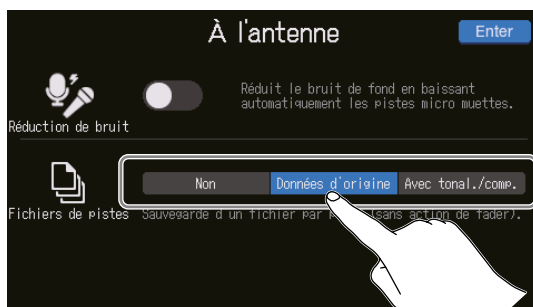 À l'antenne
Enter
Réduit le bruit de fond en baissant
automatiquement les pistes micro muettes.
Réduction de bruit
Non
Données d'origine
Avec tonal./comp.
Fichiers de pistes
Sauvegarde d'un fichier par (sans action de fader).